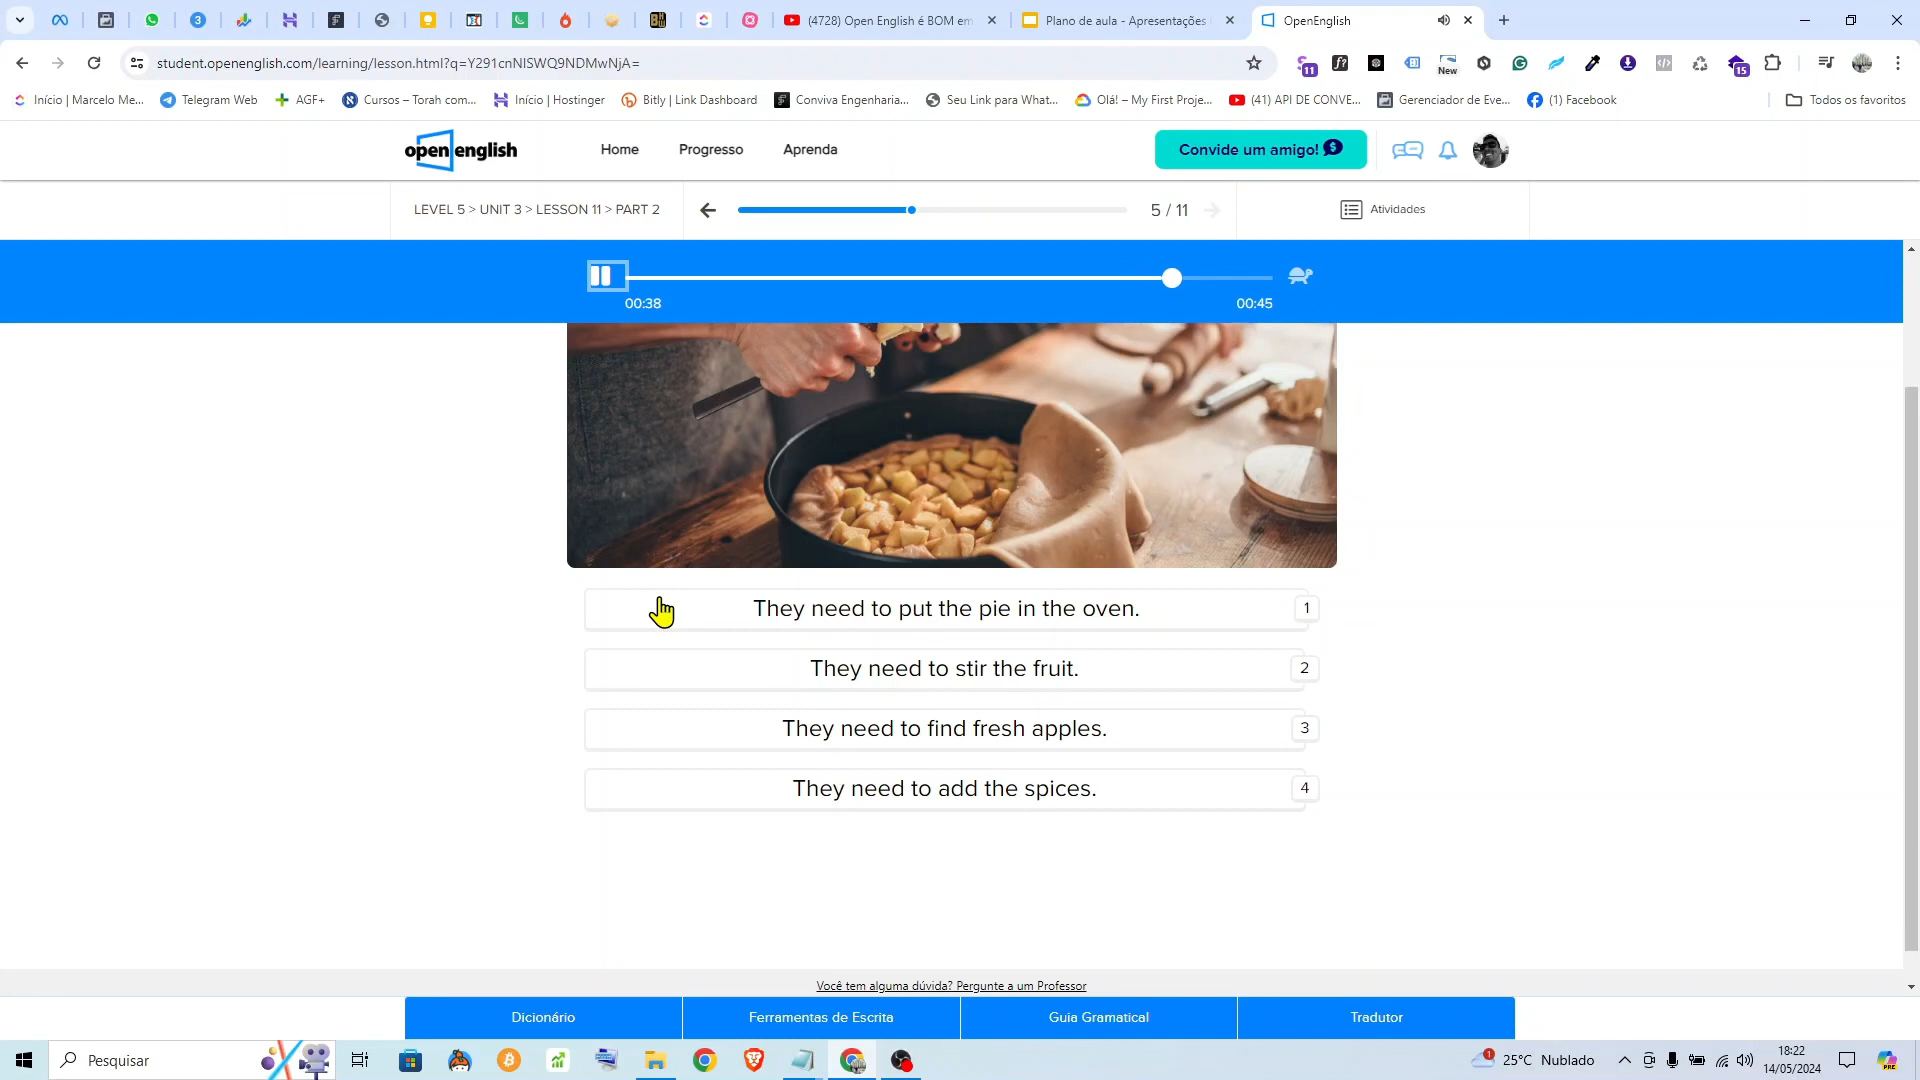 (4728) Open English é BOM em
Plano de aula - Apresentações
OpenEnglish
student.openenglish.com/learning/lesson.html?q=Y291cnNlSWQ9NDMwNjA=
11
New
15
Início | Marcelo Me...
Telegram Web
AGF+
Cursos – Torah com...
Início | Hostinger
Bitly | Link Dashboard
Conviva Engenharia...
Seu Link para What...
Olá! – My First Proje...
(41) API DE CONVE...
Gerenciador de Eve...
(1) Facebook
Todos os favoritos
open english
Home
Progresso
Aprenda
Convide um amigo!
LEVEL 5 > UNIT 3 > LESSON 11 > PART 2
5 / 11
Atividades
00:38
00:45
They need to put the pie in the oven.
1
They need to stir the fruit.
2
They need to find fresh apples.
3
They need to add the spices.
4
Você tem alguma dúvida? Pergunte a um Professor
Dicionário
Ferramentas de Escrita
Guia Gramatical
Tradutor
Pesquisar
1
25°C Nublado
18:22
14/05/2024